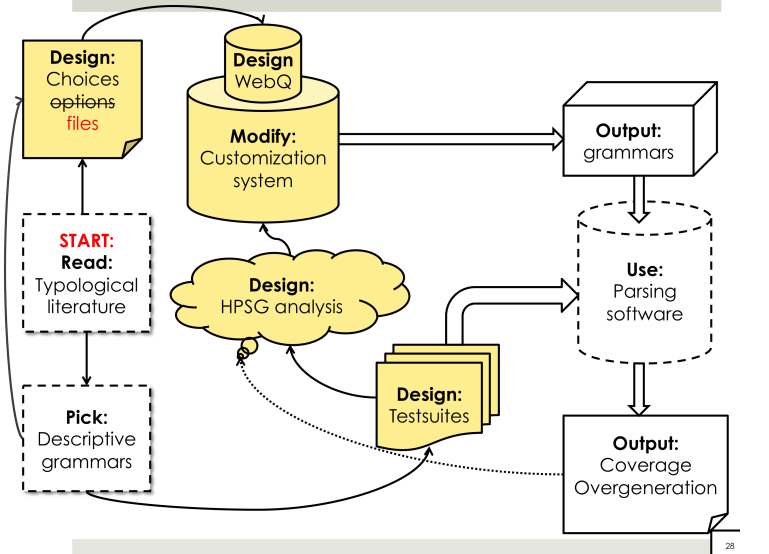 Design:
Choices
options
files
Design
WebQ
Modify:
Customization
system
Output:
grammars
START:
Read:
Typological
literature
Design:
HPSG analysis
Use:
Parsing
software
Pick:
Descriptive
grammars
Design:
Testsuites
Output:
Coverage
Overgeneration
28